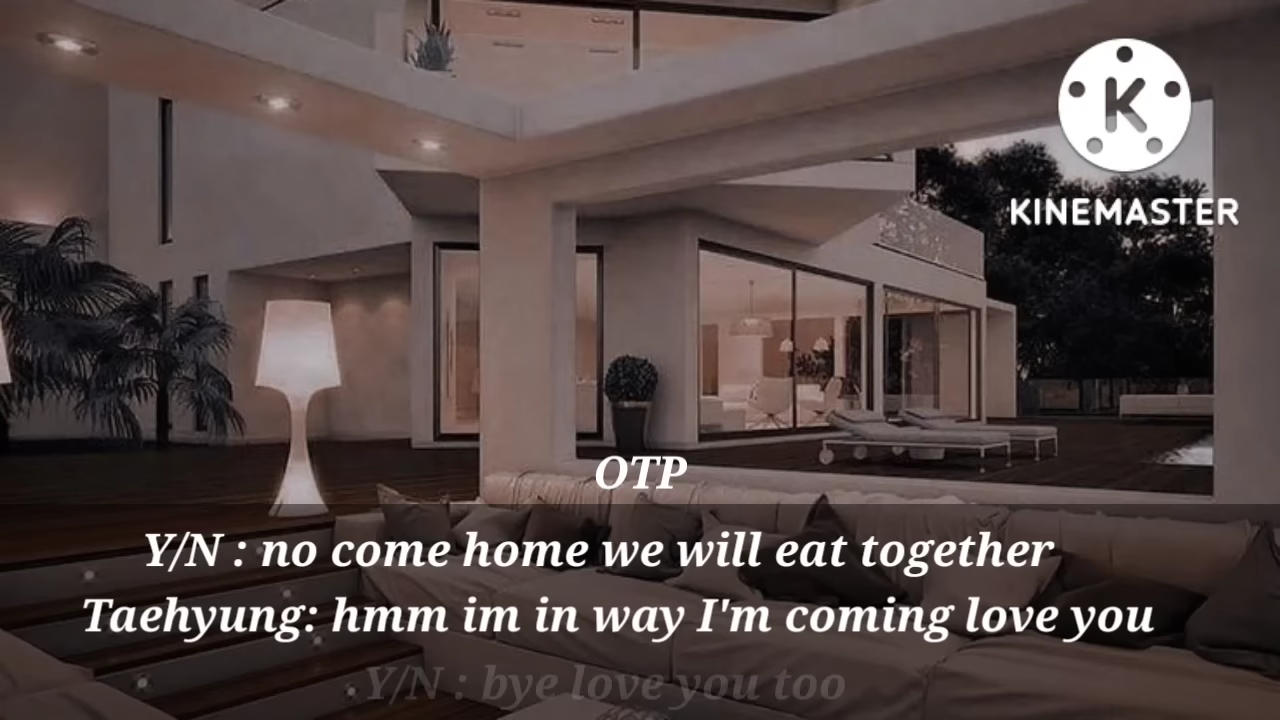 KINEMASTER
OTP
Y/N : no come home we will eat together
Taehyung: hmm im in way I'm coming love you
Y/N : bye love you too